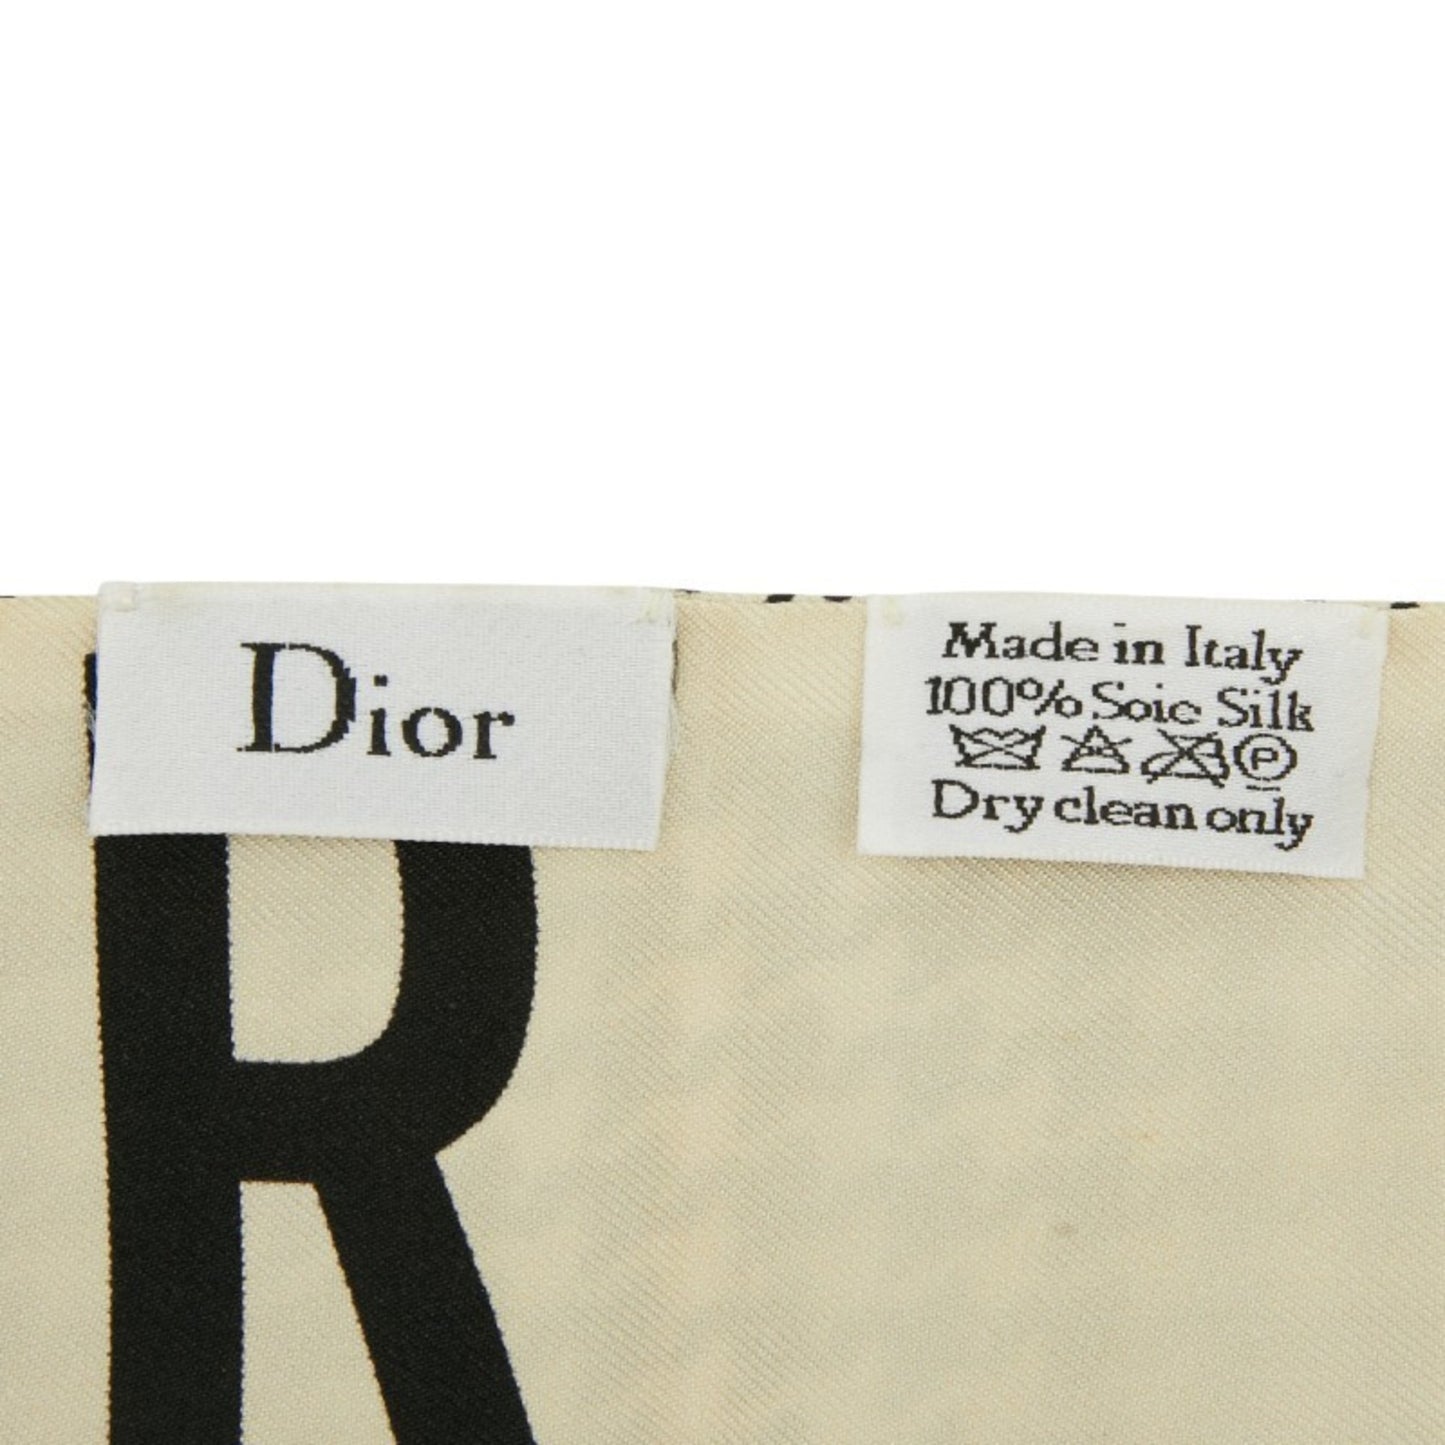 Dior
Made in Italy
100% Soie Silk
P
Dry clean only
R